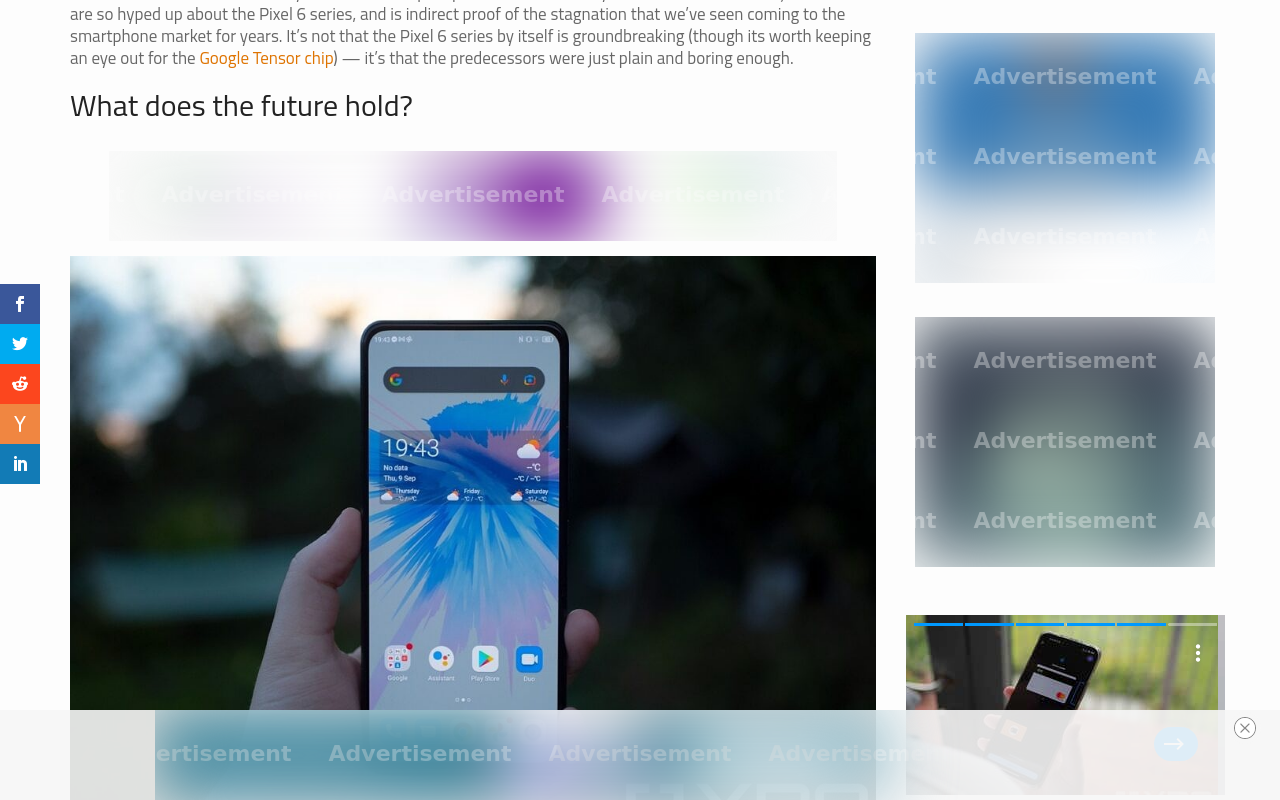 are so hyped up about the Pixel 6 series, and is indirect proof of the stagnation that we’ve seen coming to the
smartphone market for years. It’s not that the Pixel 6 series by itself is groundbreaking (though its worth keeping
an eye out for the Google Tensor chip) — it’s that the predecessors were just plain and boring enough.
What does the future hold?
Advertisement Advertisement Advertisement
19:43
19:43
No data
Thu, 9 Sep
--°C
--°C / --°C
Thursday Friday Saturday
--°C / --°C --°C / --°C --°C / --°C
Google Assistant Play Store Duo
Advertisement
Advertisement
Advertisement
Advertisement
Advertisement
Advertisement
ertisement Advertisement Advertisement Advertisement